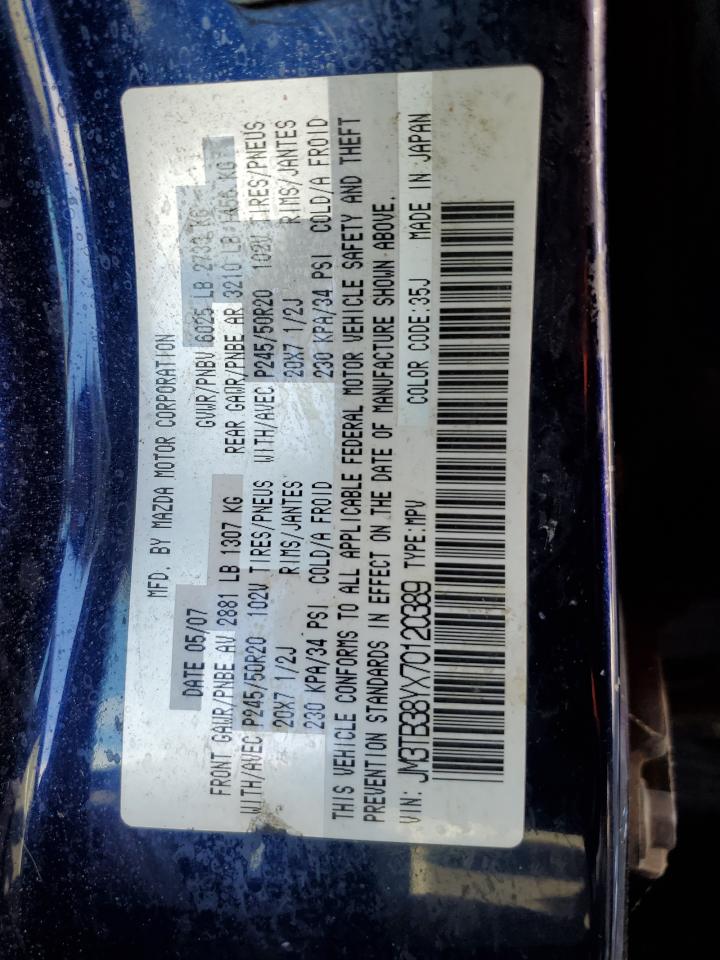 MFD. BY MAZDA MOTOR CORPORATION
DATE 05/07 GVWR/PNBV 6025 LB 2733 KG
FRONT GAWR/PNBE AV 2881 LB 1307 KG REAR GAWR/PNBE AR 3210 LB 1456 KG
WITH/AVEC P245/50R20 102V TIRES/PNEUS WITH/AVEC P245/50R20 102V TIRES/PNEUS
20X7 1/2J RIMS/JANTES 20X7 1/2J RIMS/JANTES
230 KPA/34 PSI COLD/A FROID 230 KPA/34 PSI COLD/A FROID
THIS VEHICLE CONFORMS TO ALL APPLICABLE FEDERAL MOTOR VEHICLE SAFETY AND THEFT
PREVENTION STANDARDS IN EFFECT ON THE DATE OF MANUFACTURE SHOWN ABOVE.
VIN: JM3TB38YX70120389 TYPE:MPV COLOR CODE:35J MADE IN JAPAN